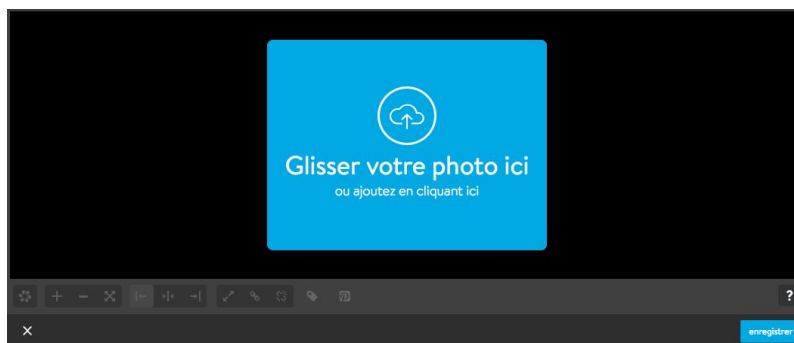 Glisser votre photo ici
ou ajoutez en cliquant ici
?
enregistrer